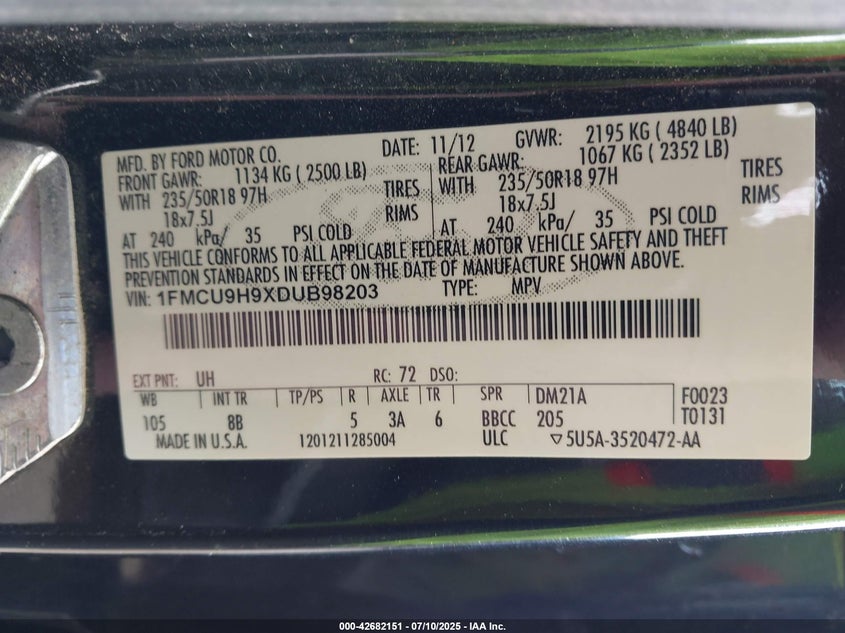 MFD. BY FORD MOTOR CO. DATE: 11/12 GVWR: 2195 KG ( 4840 LB)
FRONT GAWR: 1134 KG ( 2500 LB) REAR GAWR: 1067 KG ( 2352 LB)
WITH 235/50R18 97H TIRES WITH 235/50R18 97H TIRES
18x7.5J RIMS 18x7.5J RIMS
AT 240 kPa/ 35 PSI COLD AT 240 kPa/ 35 PSI COLD
THIS VEHICLE CONFORMS TO ALL APPLICABLE FEDERAL MOTOR VEHICLE SAFETY AND THEFT
PREVENTION STANDARDS IN EFFECT ON THE DATE OF MANUFACTURE SHOWN ABOVE.
VIN: 1FMCU9H9XDUB98203 TYPE: MPV
EXT PNT: UH RC: 72 DSO:
WB INT TR TP/PS R AXLE TR SPR DM21A F0023
105 8B 5 3A 6 BBCC 205 T0131
MADE IN U.S.A. 1201211285004 ULC ▽5U5A-3520472-AA
000-42682151 | 07/10/2025 | IAA Inc.